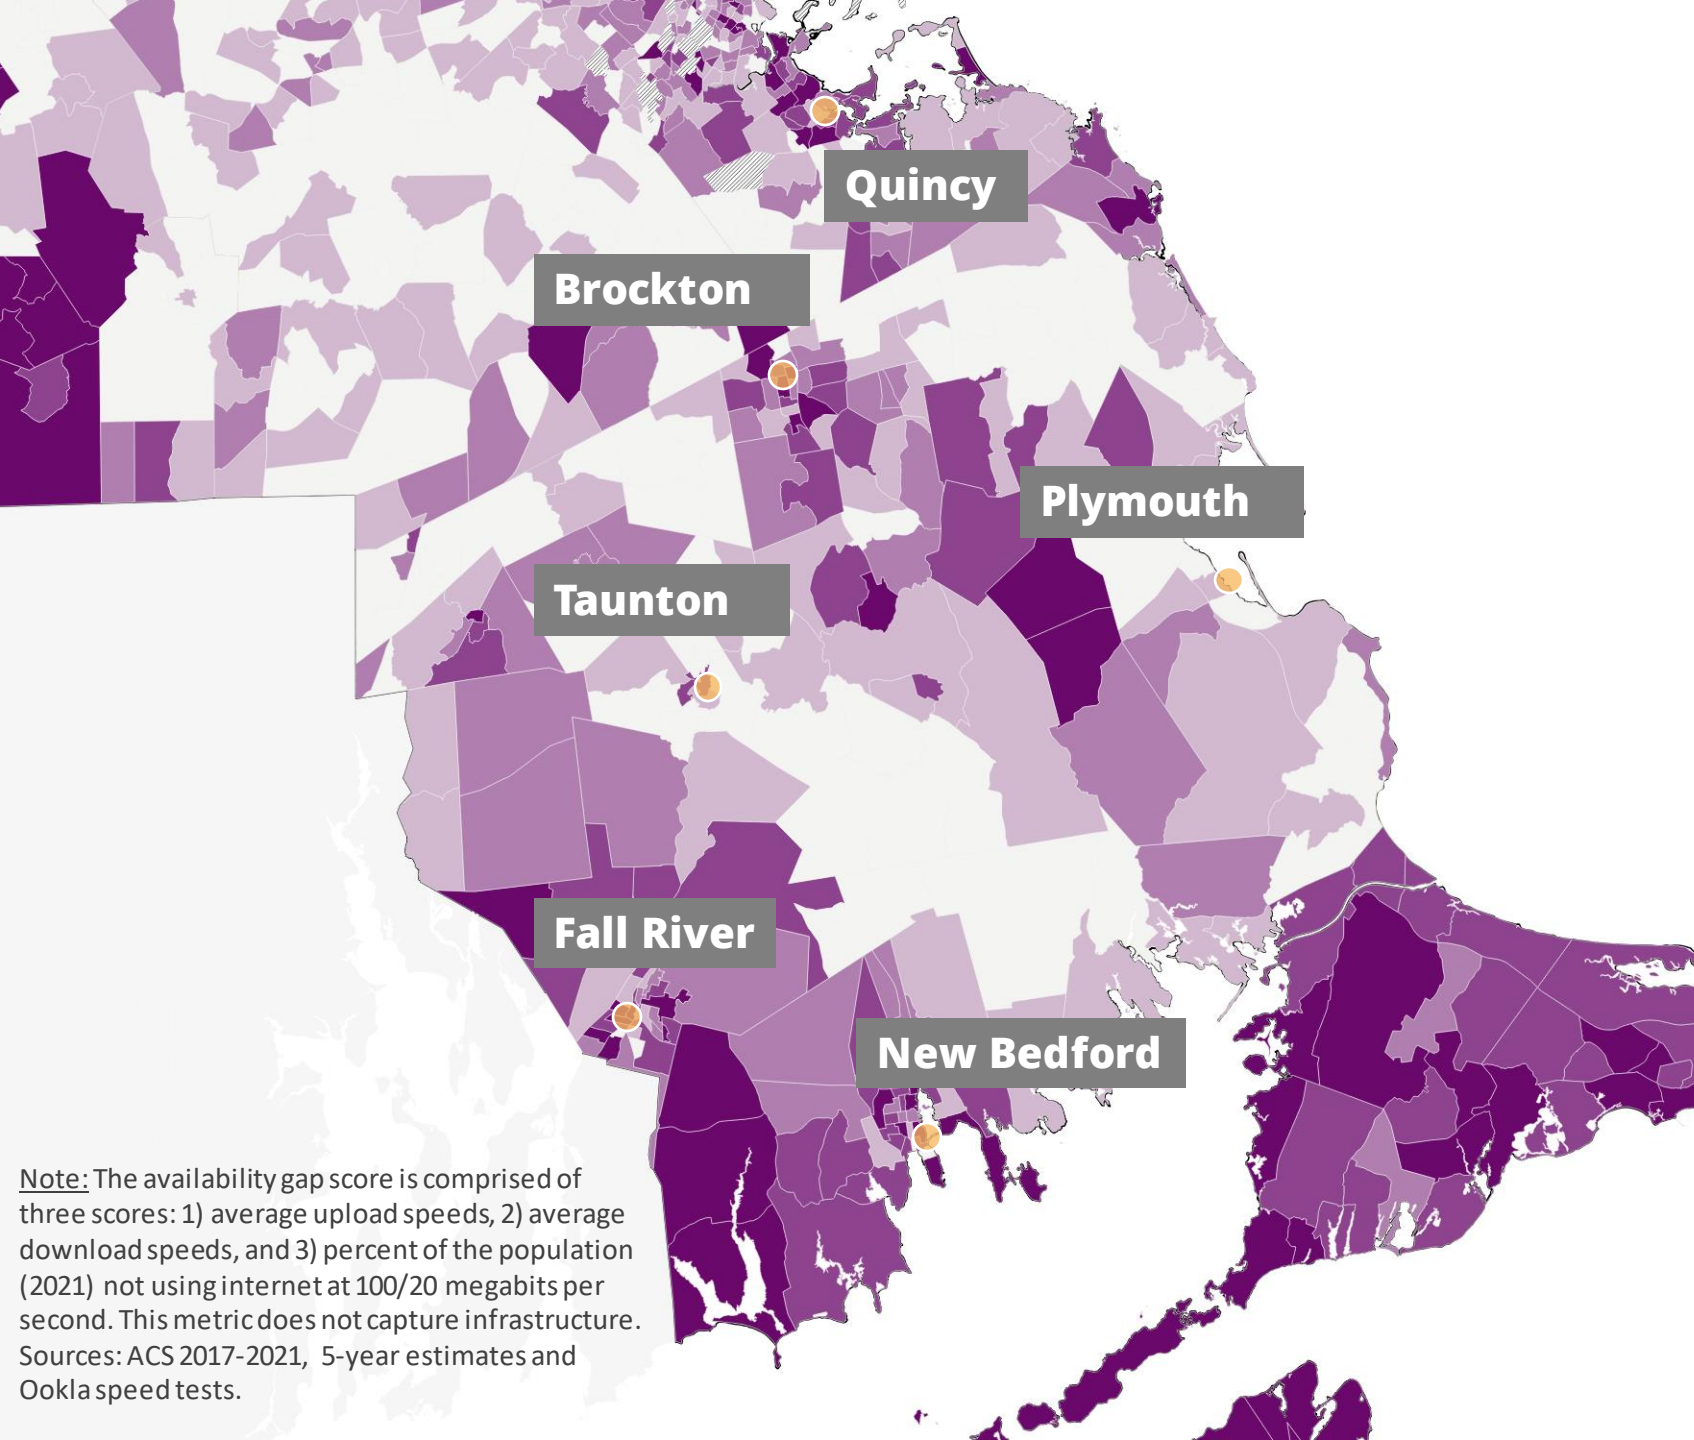 Quincy
Brockton
Plymouth
Taunton
Fall River
New Bedford
Note: The availability gap score is comprised of
three scores: 1) average upload speeds, 2) average
download speeds, and 3) percent of the population
(2021) not using internet at 100/20 megabits per
second. This metric does not capture infrastructure.
Sources: ACS 2017-2021, 5-year estimates and
Ookla speed tests.